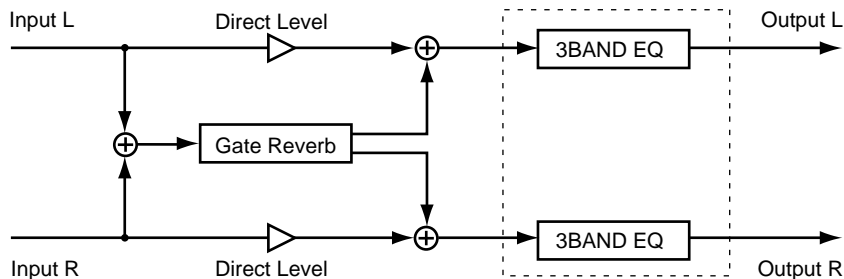 Input L
Direct Level
Output L
3BAND EQ
Gate Reverb
3BAND EQ
Input R
Direct Level
Output R